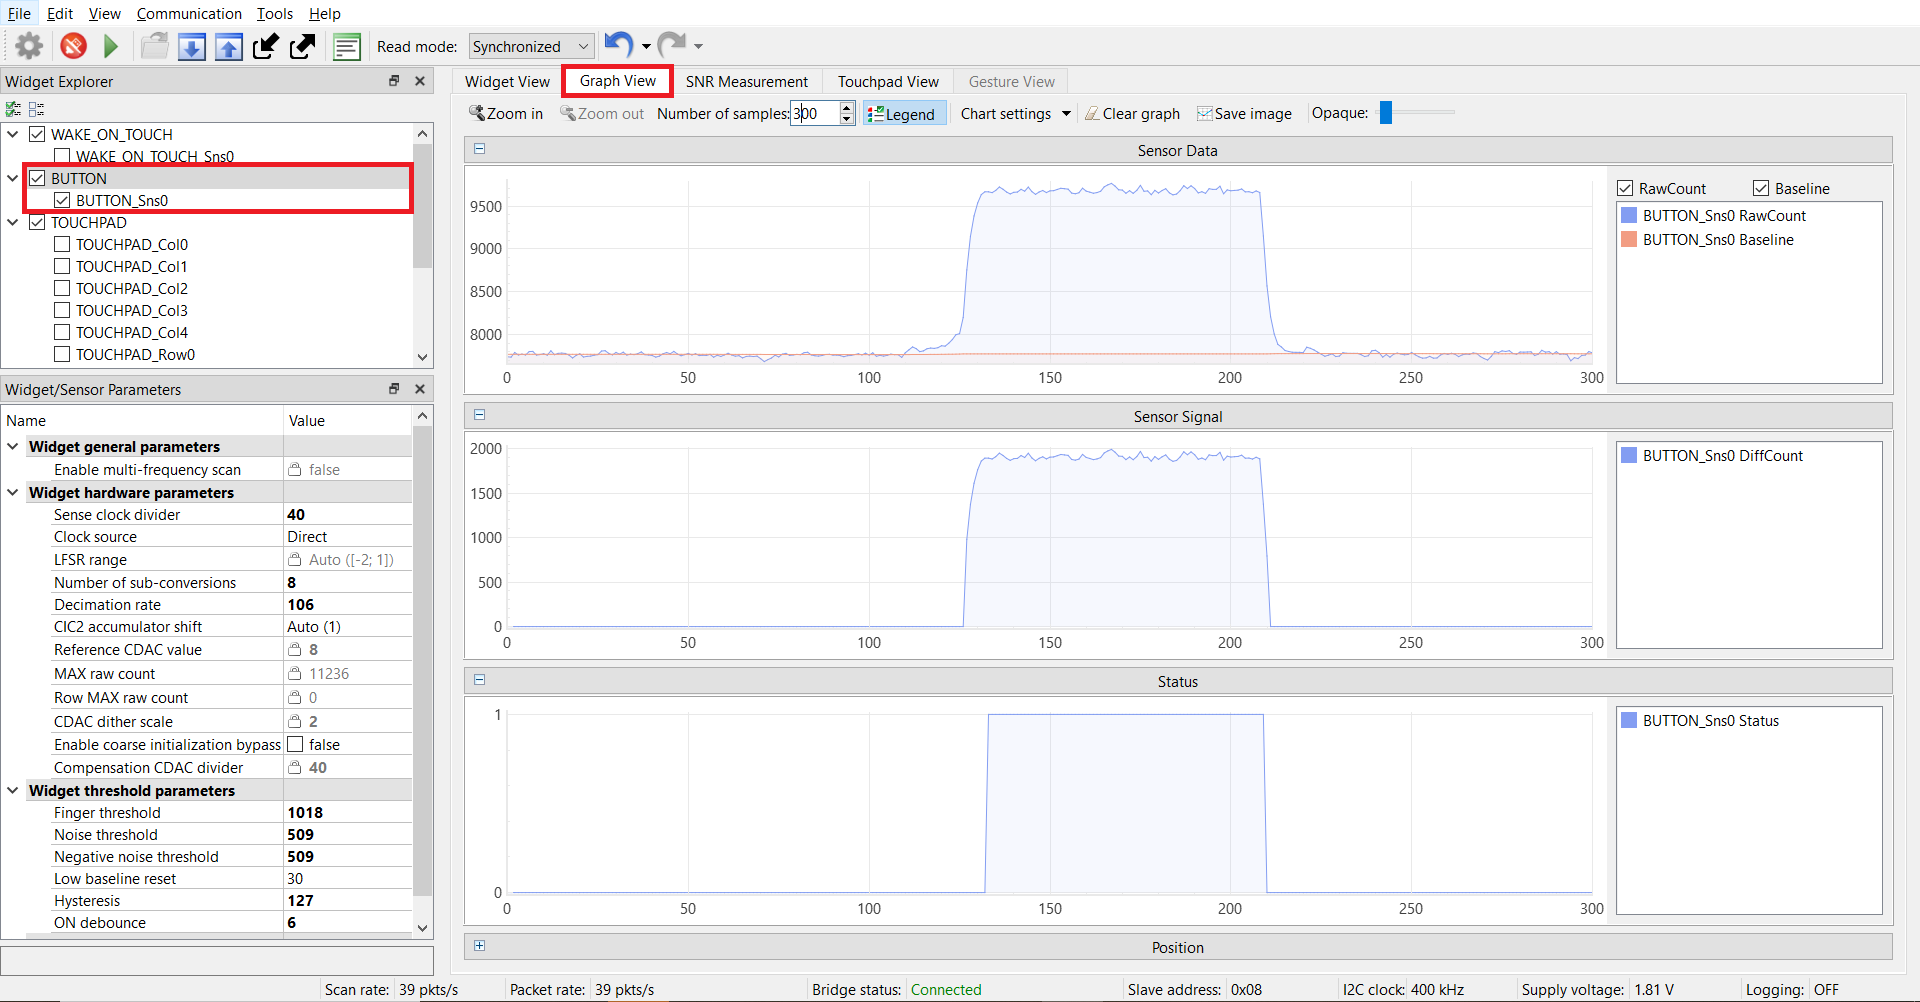 File Edit View Communication Tools Help
Read mode: Synchronized
Widget Explorer
WAKE_ON_TOUCH
WAKE_ON_TOUCH_Sns0
BUTTON
BUTTON_Sns0
TOUCHPAD
TOUCHPAD_Col0
TOUCHPAD_Col1
TOUCHPAD_Col2
TOUCHPAD_Col3
TOUCHPAD_Col4
TOUCHPAD_Row0
Widget/Sensor Parameters
Name Value
Widget general parameters
Enable multi-frequency scan false
Widget hardware parameters
Sense clock divider 40
Clock source Direct
LFSR range Auto ([-2; 1])
Number of sub-conversions 8
Decimation rate 106
CIC2 accumulator shift Auto (1)
Reference CDAC value 8
MAX raw count 11236
Row MAX raw count 0
CDAC dither scale 2
Enable coarse initialization bypass false
Compensation CDAC divider 40
Widget threshold parameters
Finger threshold 1018
Noise threshold 509
Negative noise threshold 509
Low baseline reset 30
Hysteresis 127
ON debounce 6
Widget View Graph View SNR Measurement Touchpad View Gesture View
Zoom in Zoom out Number of samples: 300 Legend Chart settings Clear graph Save image Opaque:
Sensor Data
9500
9000
8500
8000
0 50 100 150 200 250 300
RawCount Baseline
BUTTON_Sns0 RawCount
BUTTON_Sns0 Baseline
Sensor Signal
2000
1500
1000
500
0
0 50 100 150 200 250 300
BUTTON_Sns0 DiffCount
Status
1
0
0 50 100 150 200 250 300
BUTTON_Sns0 Status
Position
Scan rate: 39 pkts/s Packet rate: 39 pkts/s Bridge status: Connected Slave address: 0x08 I2C clock: 400 kHz Supply voltage: 1.81 V Logging: OFF